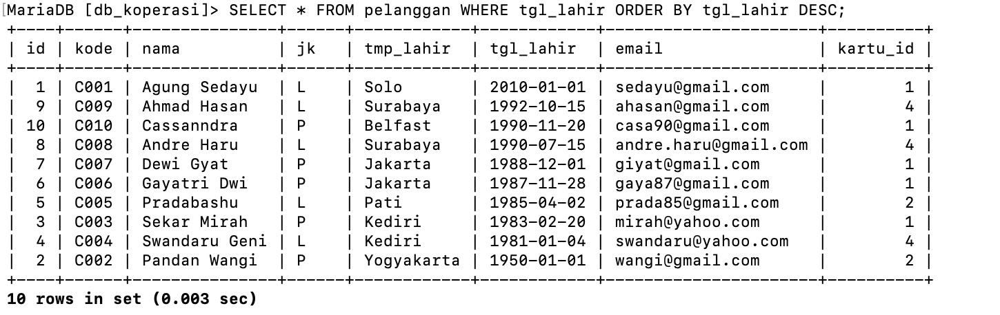 MariaDB [db_koperasi]> SELECT * FROM pelanggan WHERE tgl_lahir ORDER BY tgl_lahir DESC;
+----+------+---------------+------+------------+------------+----------------------+----------+
| id | kode | nama          | jk   | tmp_lahir  | tgl_lahir  | email                | kartu_id |
+----+------+---------------+------+------------+------------+----------------------+----------+
|  1 | C001 | Agung Sedayu  | L    | Solo       | 2010-01-01 | sedayu@gmail.com     |        1 |
|  9 | C009 | Ahmad Hasan   | L    | Surabaya   | 1992-10-15 | ahasan@gmail.com     |        4 |
| 10 | C010 | Cassanndra    | P    | Belfast    | 1990-11-20 | casa90@gmail.com     |        1 |
|  8 | C008 | Andre Haru    | L    | Surabaya   | 1990-07-15 | andre.haru@gmail.com |        4 |
|  7 | C007 | Dewi Gyat     | P    | Jakarta    | 1988-12-01 | giyat@gmail.com      |        1 |
|  6 | C006 | Gayatri Dwi   | P    | Jakarta    | 1987-11-28 | gaya87@gmail.com     |        1 |
|  5 | C005 | Pradabashu    | L    | Pati       | 1985-04-02 | prada85@gmail.com    |        2 |
|  3 | C003 | Sekar Mirah   | P    | Kediri     | 1983-02-20 | mirah@yahoo.com      |        1 |
|  4 | C004 | Swandaru Geni | L    | Kediri     | 1981-01-04 | swandaru@yahoo.com   |        4 |
|  2 | C002 | Pandan Wangi  | P    | Yogyakarta | 1950-01-01 | wangi@gmail.com      |        2 |
+----+------+---------------+------+------------+------------+----------------------+----------+
10 rows in set (0.003 sec)